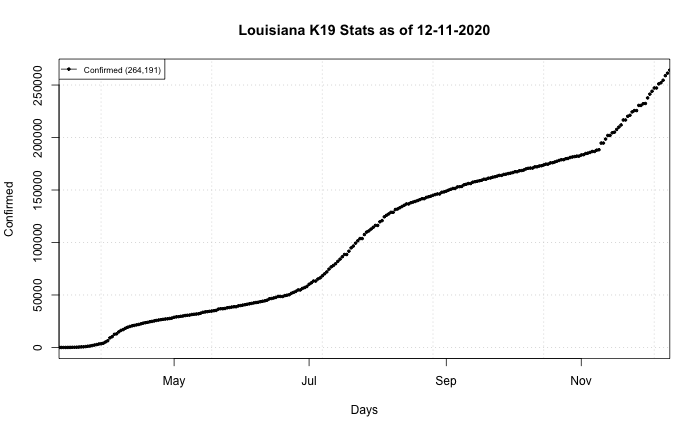 Louisiana K19 Stats as of 12-11-2020
Confirmed (264,191)
250000
200000
150000
100000
50000
0
Confirmed
May Jul Sep Nov
Days